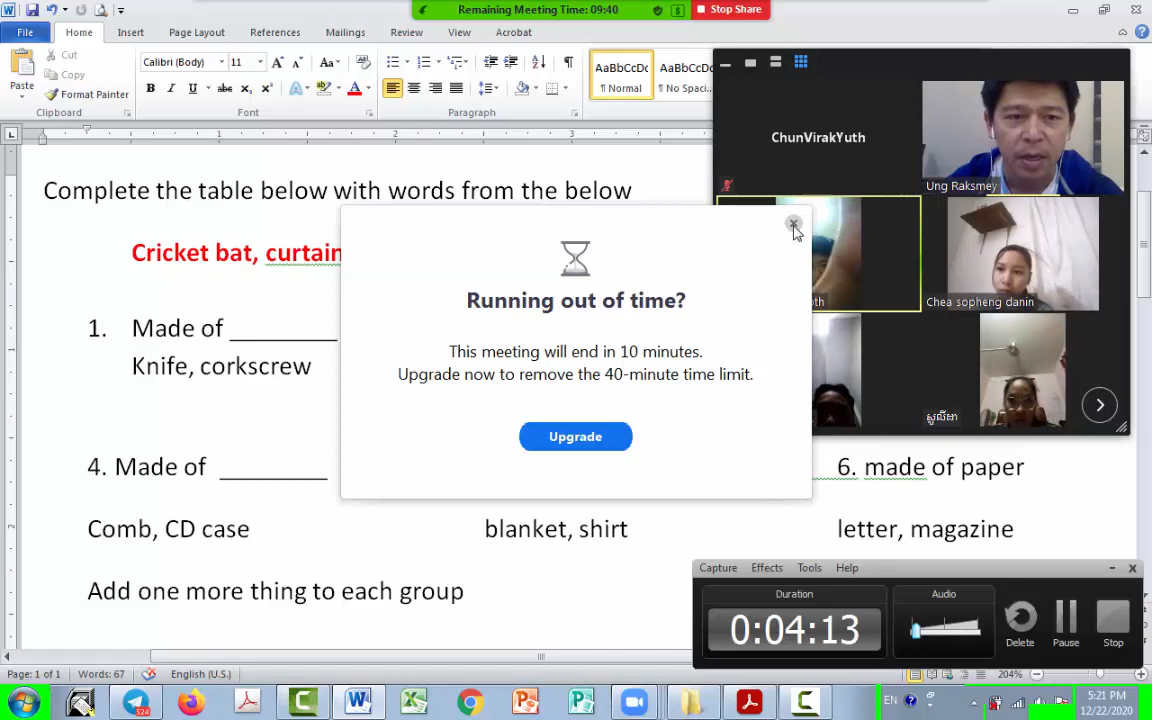 Remaining Meeting Time: 09:40
Stop Share
File
Home
Insert
Page Layout
References
Mailings
Review
View
Acrobat
Paste
Cut
Copy
Format Painter
Clipboard
Calibri (Body)
11
Font
Paragraph
AaBbCcDc
¶ Normal
AaBbCcDc
¶ No Spaci...
ChunVirakYuth
Ung Raksmey
Chea sopheng danin
Complete the table below with words from the below
Cricket bat, curtain
1. Made of __________
Knife, corkscrew
4. Made of __________
6. made of paper
Comb, CD case
blanket, shirt
letter, magazine
Add one more thing to each group
Running out of time?
This meeting will end in 10 minutes.
Upgrade now to remove the 40-minute time limit.
Upgrade
Capture
Effects
Tools
Help
Duration
0:04:13
Audio
Delete
Pause
Stop
Page: 1 of 1
Words: 67
English (U.S.)
204%
EN
5:21 PM
12/22/2020